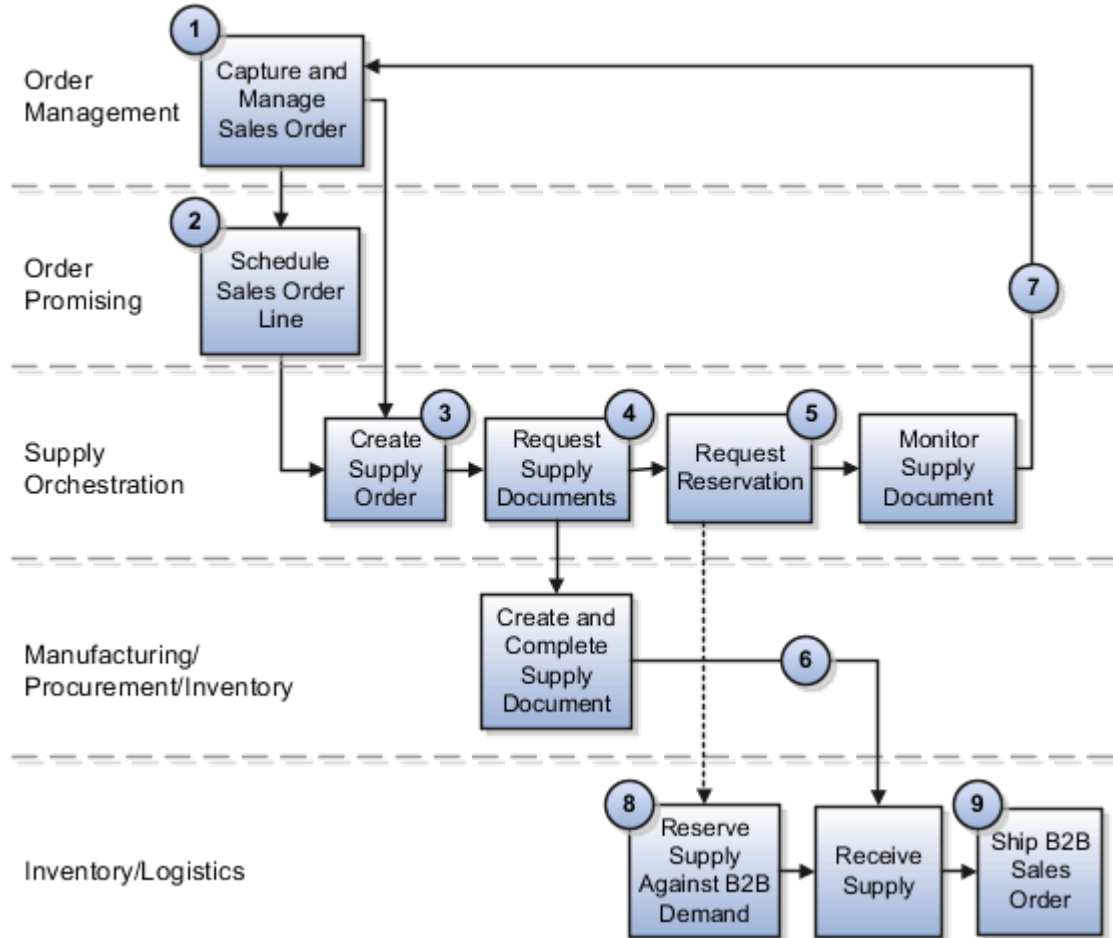 1
Order
Management
Capture and
Manage
Sales Order
2
Order
Promising
Schedule
Sales Order
Line
7
Supply
Orchestration
3
Create
Supply
Order
4
Request
Supply
Documents
5
Request
Reservation
Monitor
Supply
Document
Manufacturing/
Procurement/Inventory
Create and
Complete
Supply
Document
6
Inventory/Logistics
8
Reserve
Supply
Against B2B
Demand
Receive
Supply
9
Ship B2B
Sales
Order